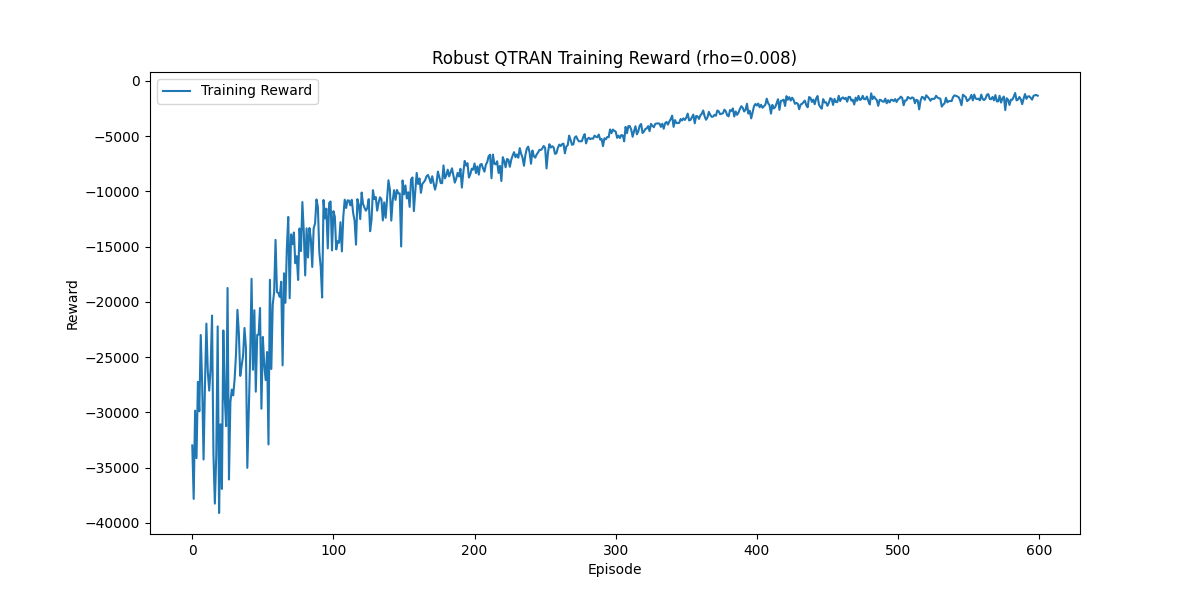 Robust QTRAN Training Reward (rho=0.008)
Training Reward
0
−5000
−10000
−15000
−20000
−25000
−30000
−35000
−40000
Reward
0 100 200 300 400 500 600
Episode